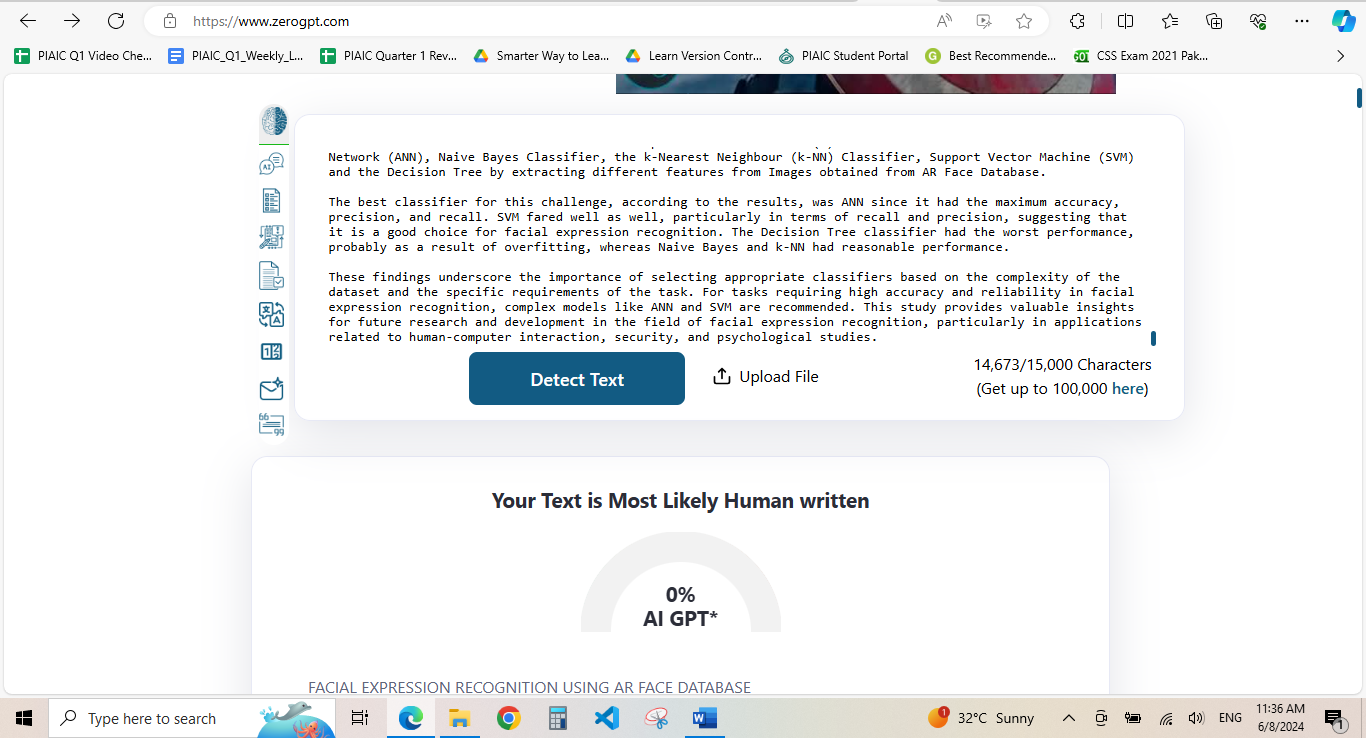 https://www.zerogpt.com
PIAIC Q1 Video Che...
PIAIC_Q1_Weekly_L...
PIAIC Quarter 1 Rev...
Smarter Way to Lea...
Learn Version Contr...
PIAIC Student Portal
Best Recommende...
CSS Exam 2021 Pak...
Network (ANN), Naive Bayes Classifier, the k-Nearest Neighbour (k-NN) Classifier, Support Vector Machine (SVM)
and the Decision Tree by extracting different features from Images obtained from AR Face Database.
The best classifier for this challenge, according to the results, was ANN since it had the maximum accuracy,
precision, and recall. SVM fared well as well, particularly in terms of recall and precision, suggesting that
it is a good choice for facial expression recognition. The Decision Tree classifier had the worst performance,
probably as a result of overfitting, whereas Naive Bayes and k-NN had reasonable performance.
These findings underscore the importance of selecting appropriate classifiers based on the complexity of the
dataset and the specific requirements of the task. For tasks requiring high accuracy and reliability in facial
expression recognition, complex models like ANN and SVM are recommended. This study provides valuable insights
for future research and development in the field of facial expression recognition, particularly in applications
related to human-computer interaction, security, and psychological studies.
Detect Text
Upload File
14,673/15,000 Characters
(Get up to 100,000 here)
Your Text is Most Likely Human written
0%
AI GPT*
FACIAL EXPRESSION RECOGNITION USING AR FACE DATABASE
Type here to search
1
32°C Sunny
ENG
11:36 AM
6/8/2024
1